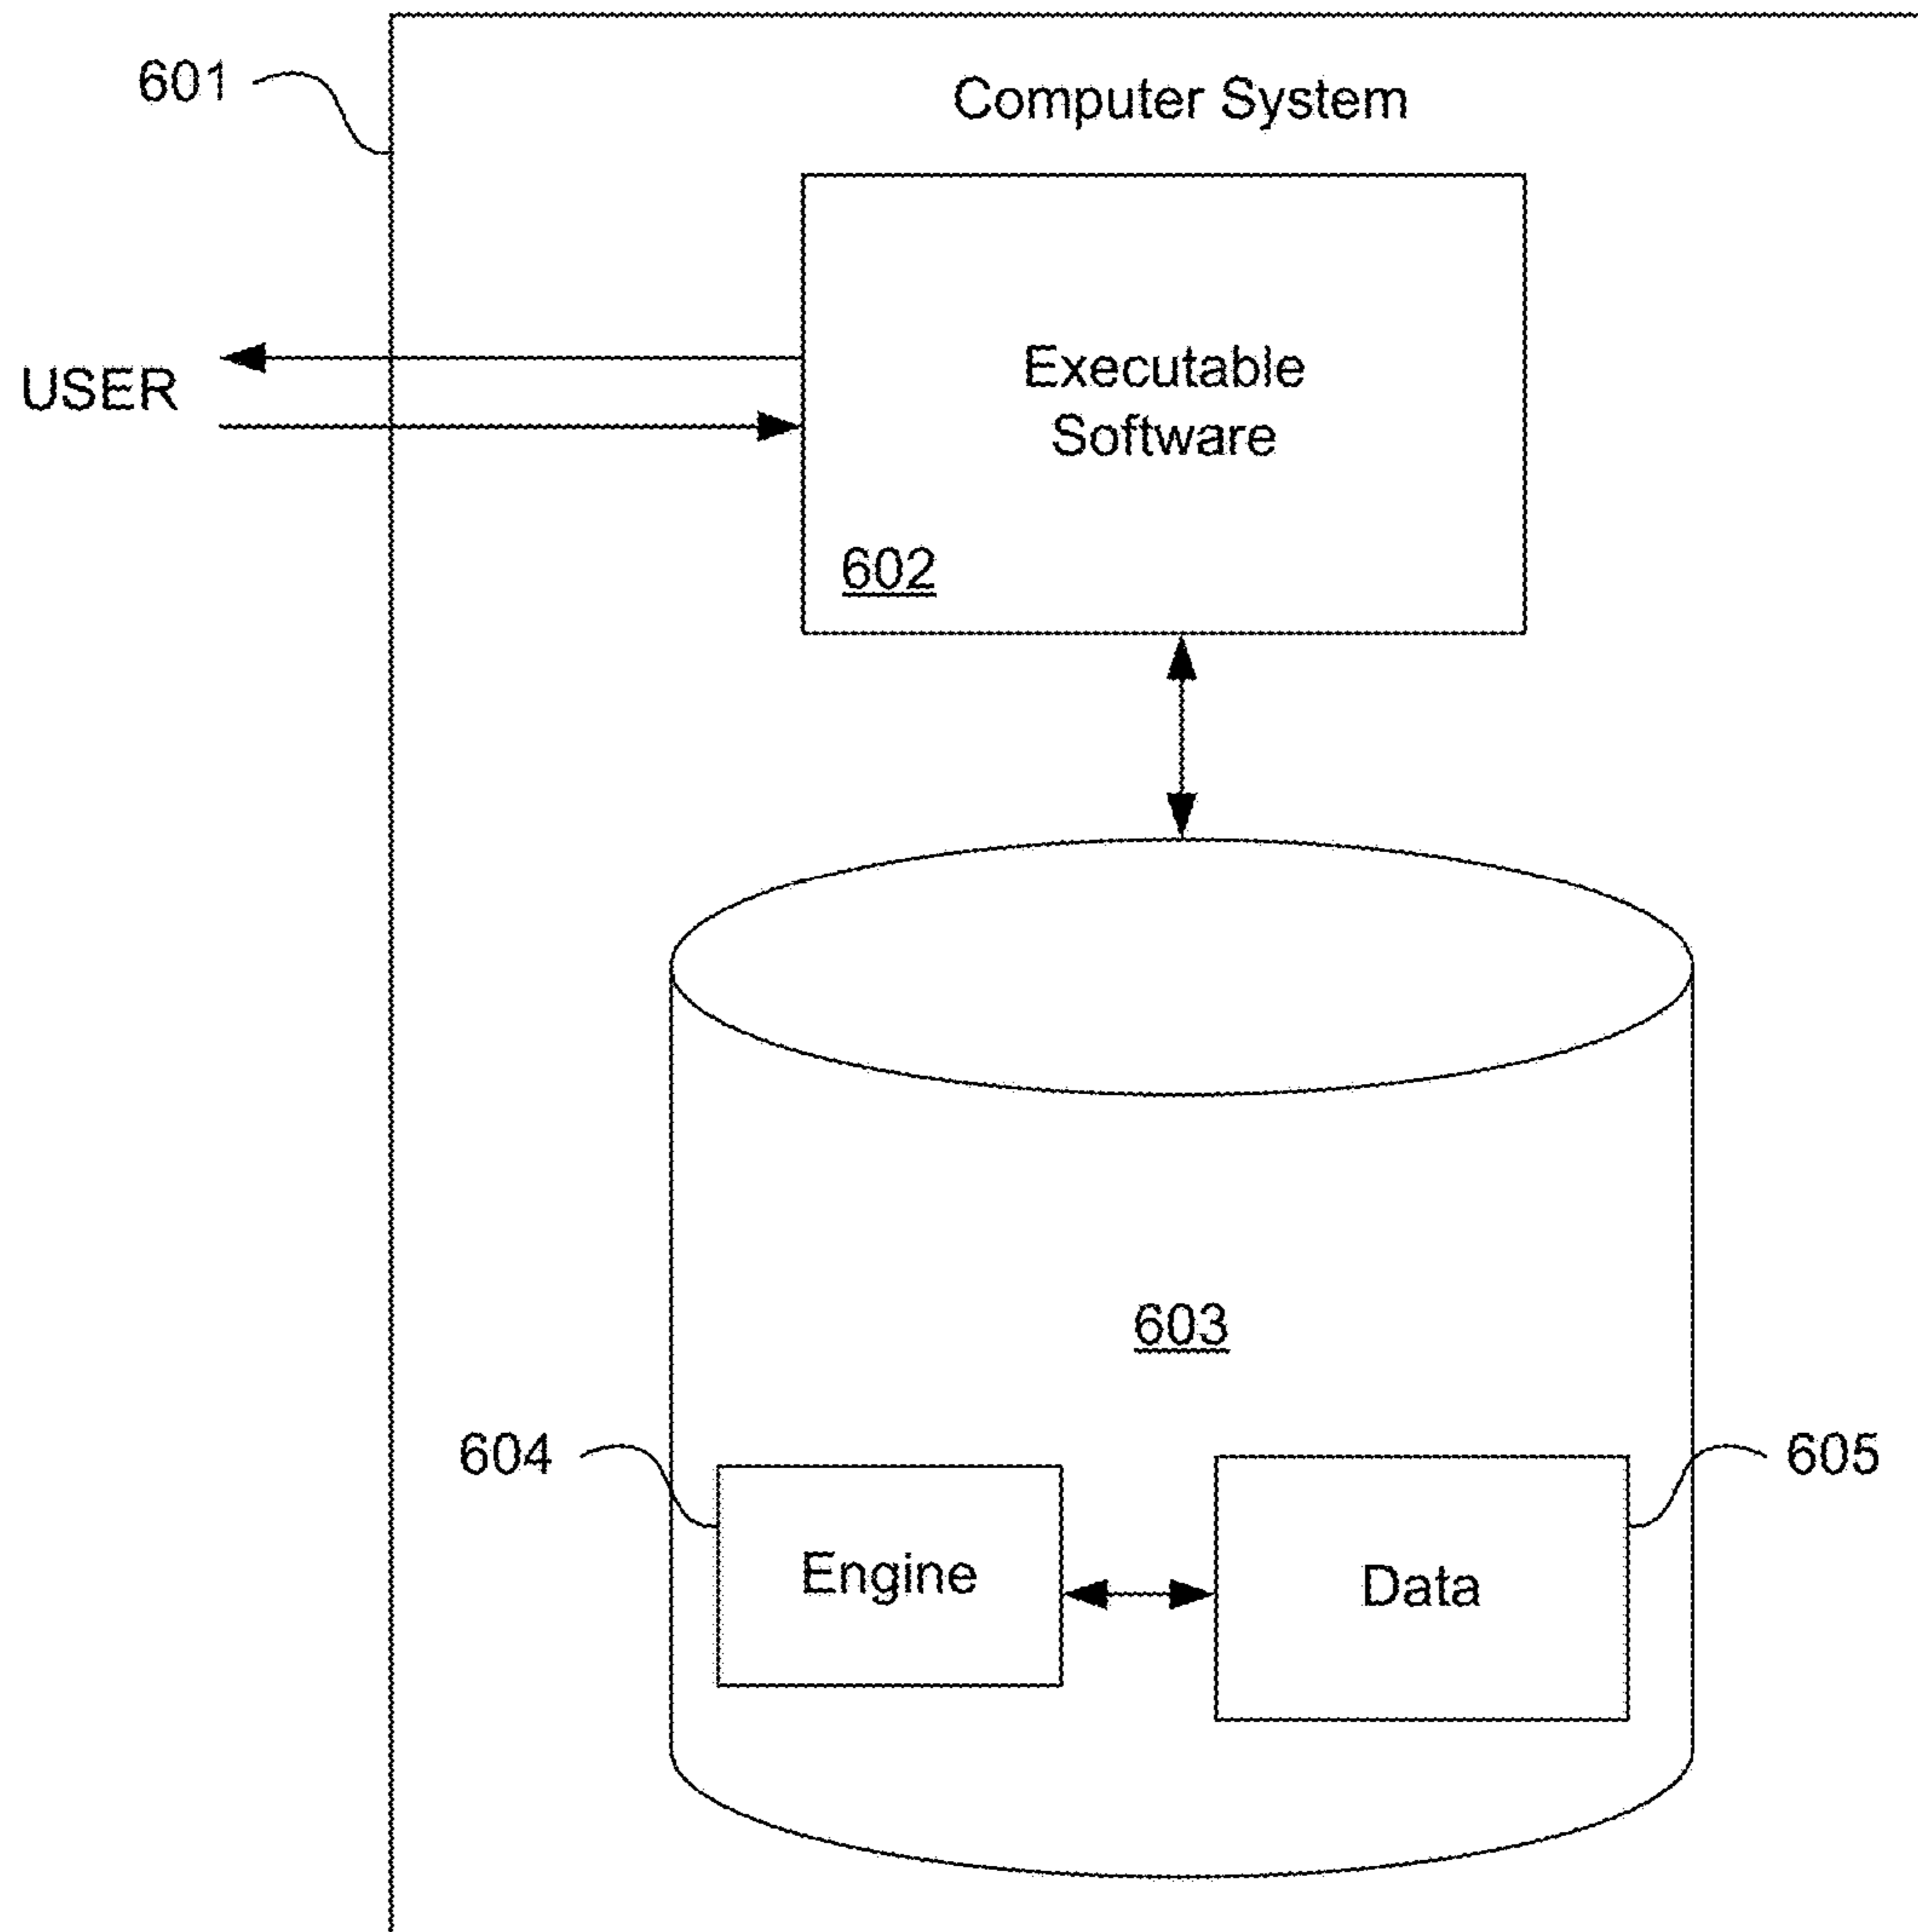 601
Computer System
USER
Executable
Software
602
603
604
605
Engine
Data